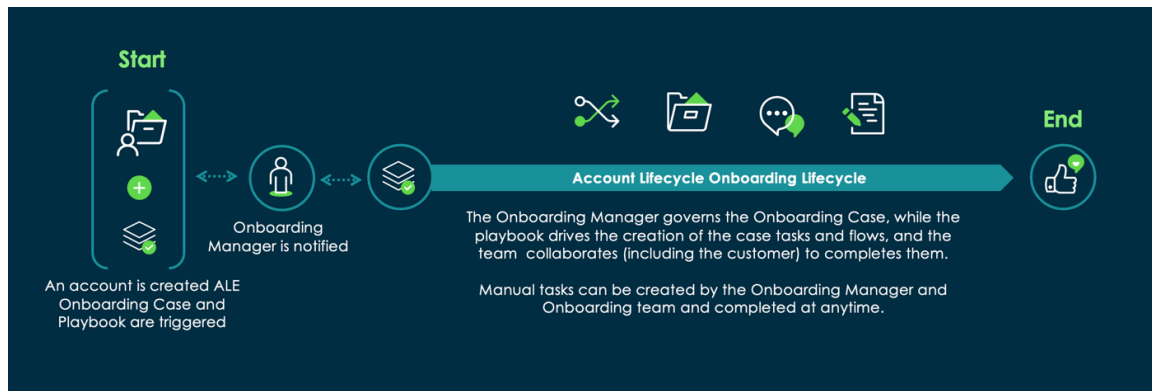 Start
An account is created ALE
Onboarding Case and
Playbook are triggered
Onboarding
Manager is notified
Account Lifecycle Onboarding Lifecycle
The Onboarding Manager governs the Onboarding Case, while the
playbook drives the creation of the case tasks and flows, and the
team collaborates (including the customer) to completes them.
Manual tasks can be created by the Onboarding Manager and
Onboarding team and completed at anytime.
End